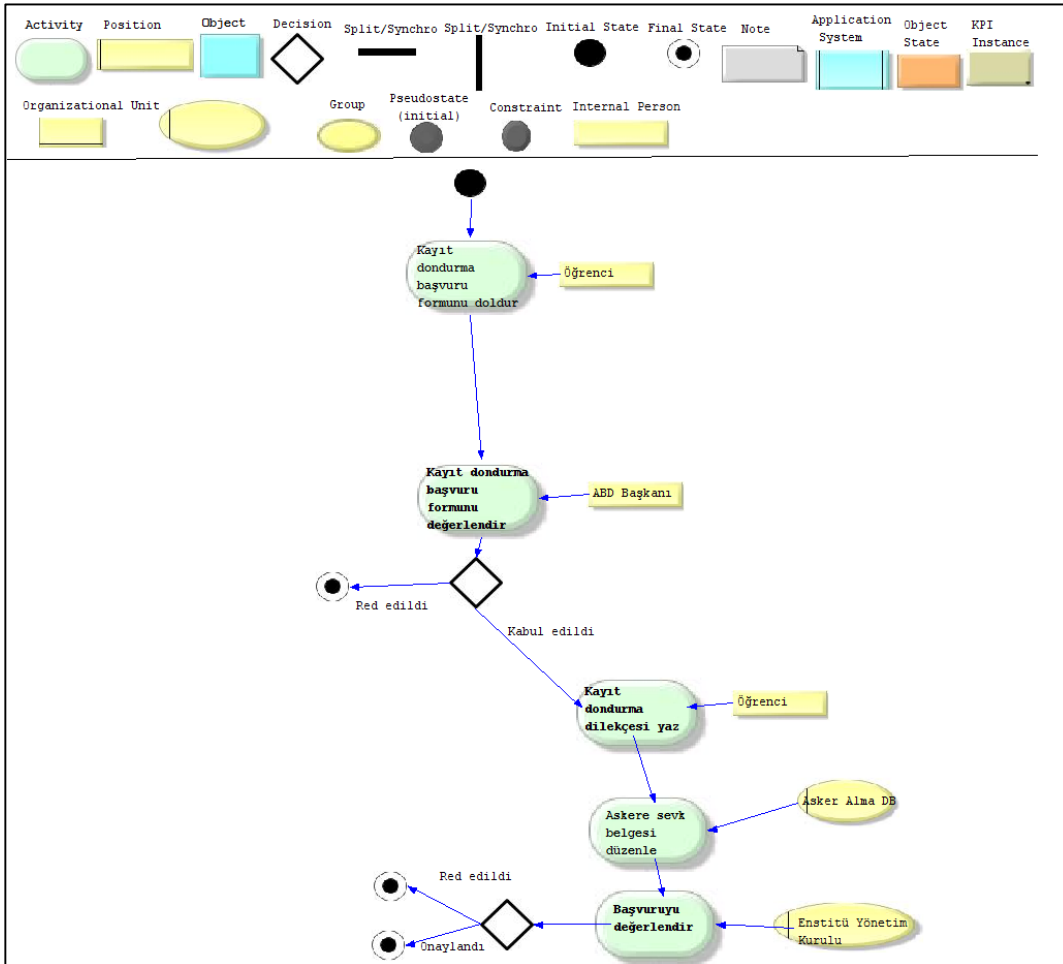 Activity
Position
Object
Decision
Split/Synchro
Split/Synchro
Initial State
Final State
Note
Application
System
Object
State
KPI
Instance
Organizational Unit
Group
Pseudostate
(initial)
Constraint
Internal Person
Kayıt
dondurma
başvuru
formunu doldur
Öğrenci
Kayıt dondurma
başvuru
formunu
değerlendir
ABD Başkanı
Red edildi
Kabul edildi
Kayıt
dondurma
dilekçesi yaz
Öğrenci
Askere sevk
belgesi
düzenle
Asker Alma DB
Red edildi
Başvuruyu
değerlendir
Enstitü Yönetim
Kurulu
Onaylandı